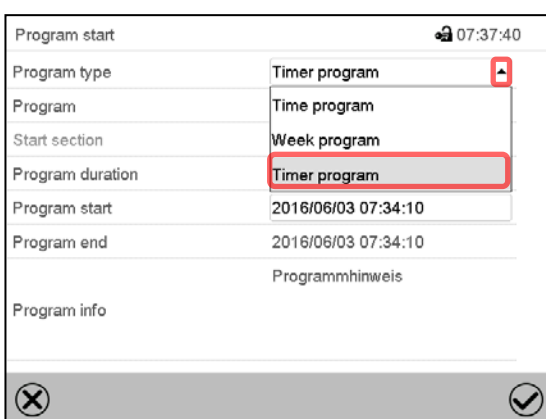 Program start 07:37:40
Program type Timer program
Program Time program
Start section Week program
Program duration Timer program
Program start 2016/06/03 07:34:10
Program end 2016/06/03 07:34:10
Programmhinweis
Program info